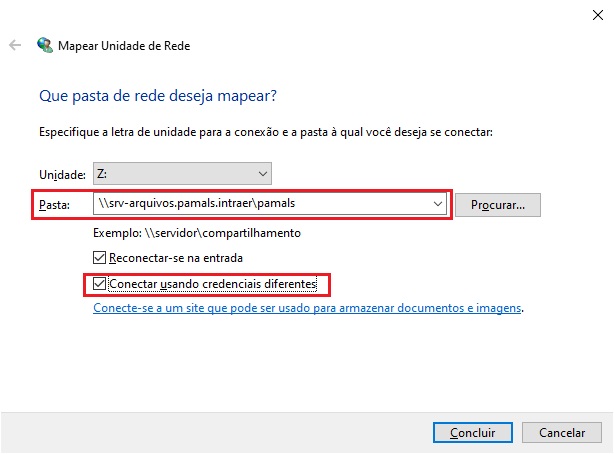 Mapear Unidade de Rede
Que pasta de rede deseja mapear?
Especifique a letra de unidade para a conexão e a pasta à qual você deseja se conectar:
Unidade: Z:
Pasta: \\srv-arquivos.pamals.intraer\pamals Procurar...
Exemplo: \\servidor\compartilhamento
Reconectar-se na entrada
Conectar usando credenciais diferentes
Conecte-se a um site que pode ser usado para armazenar documentos e imagens.
Concluir Cancelar